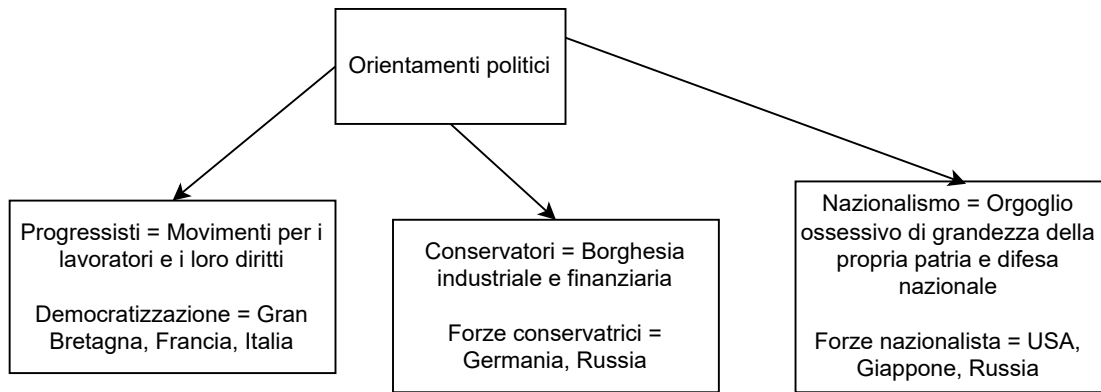 Orientamenti politici
Progressisti = Movimenti per i
lavoratori e i loro diritti
Democratizzazione = Gran
Bretagna, Francia, Italia
Conservatori = Borghesia
industriale e finanziaria
Forze conservatrici =
Germania, Russia
Nazionalismo = Orgoglio
ossessivo di grandezza della
propria patria e difesa
nazionale
Forze nazionalista = USA,
Giappone, Russia